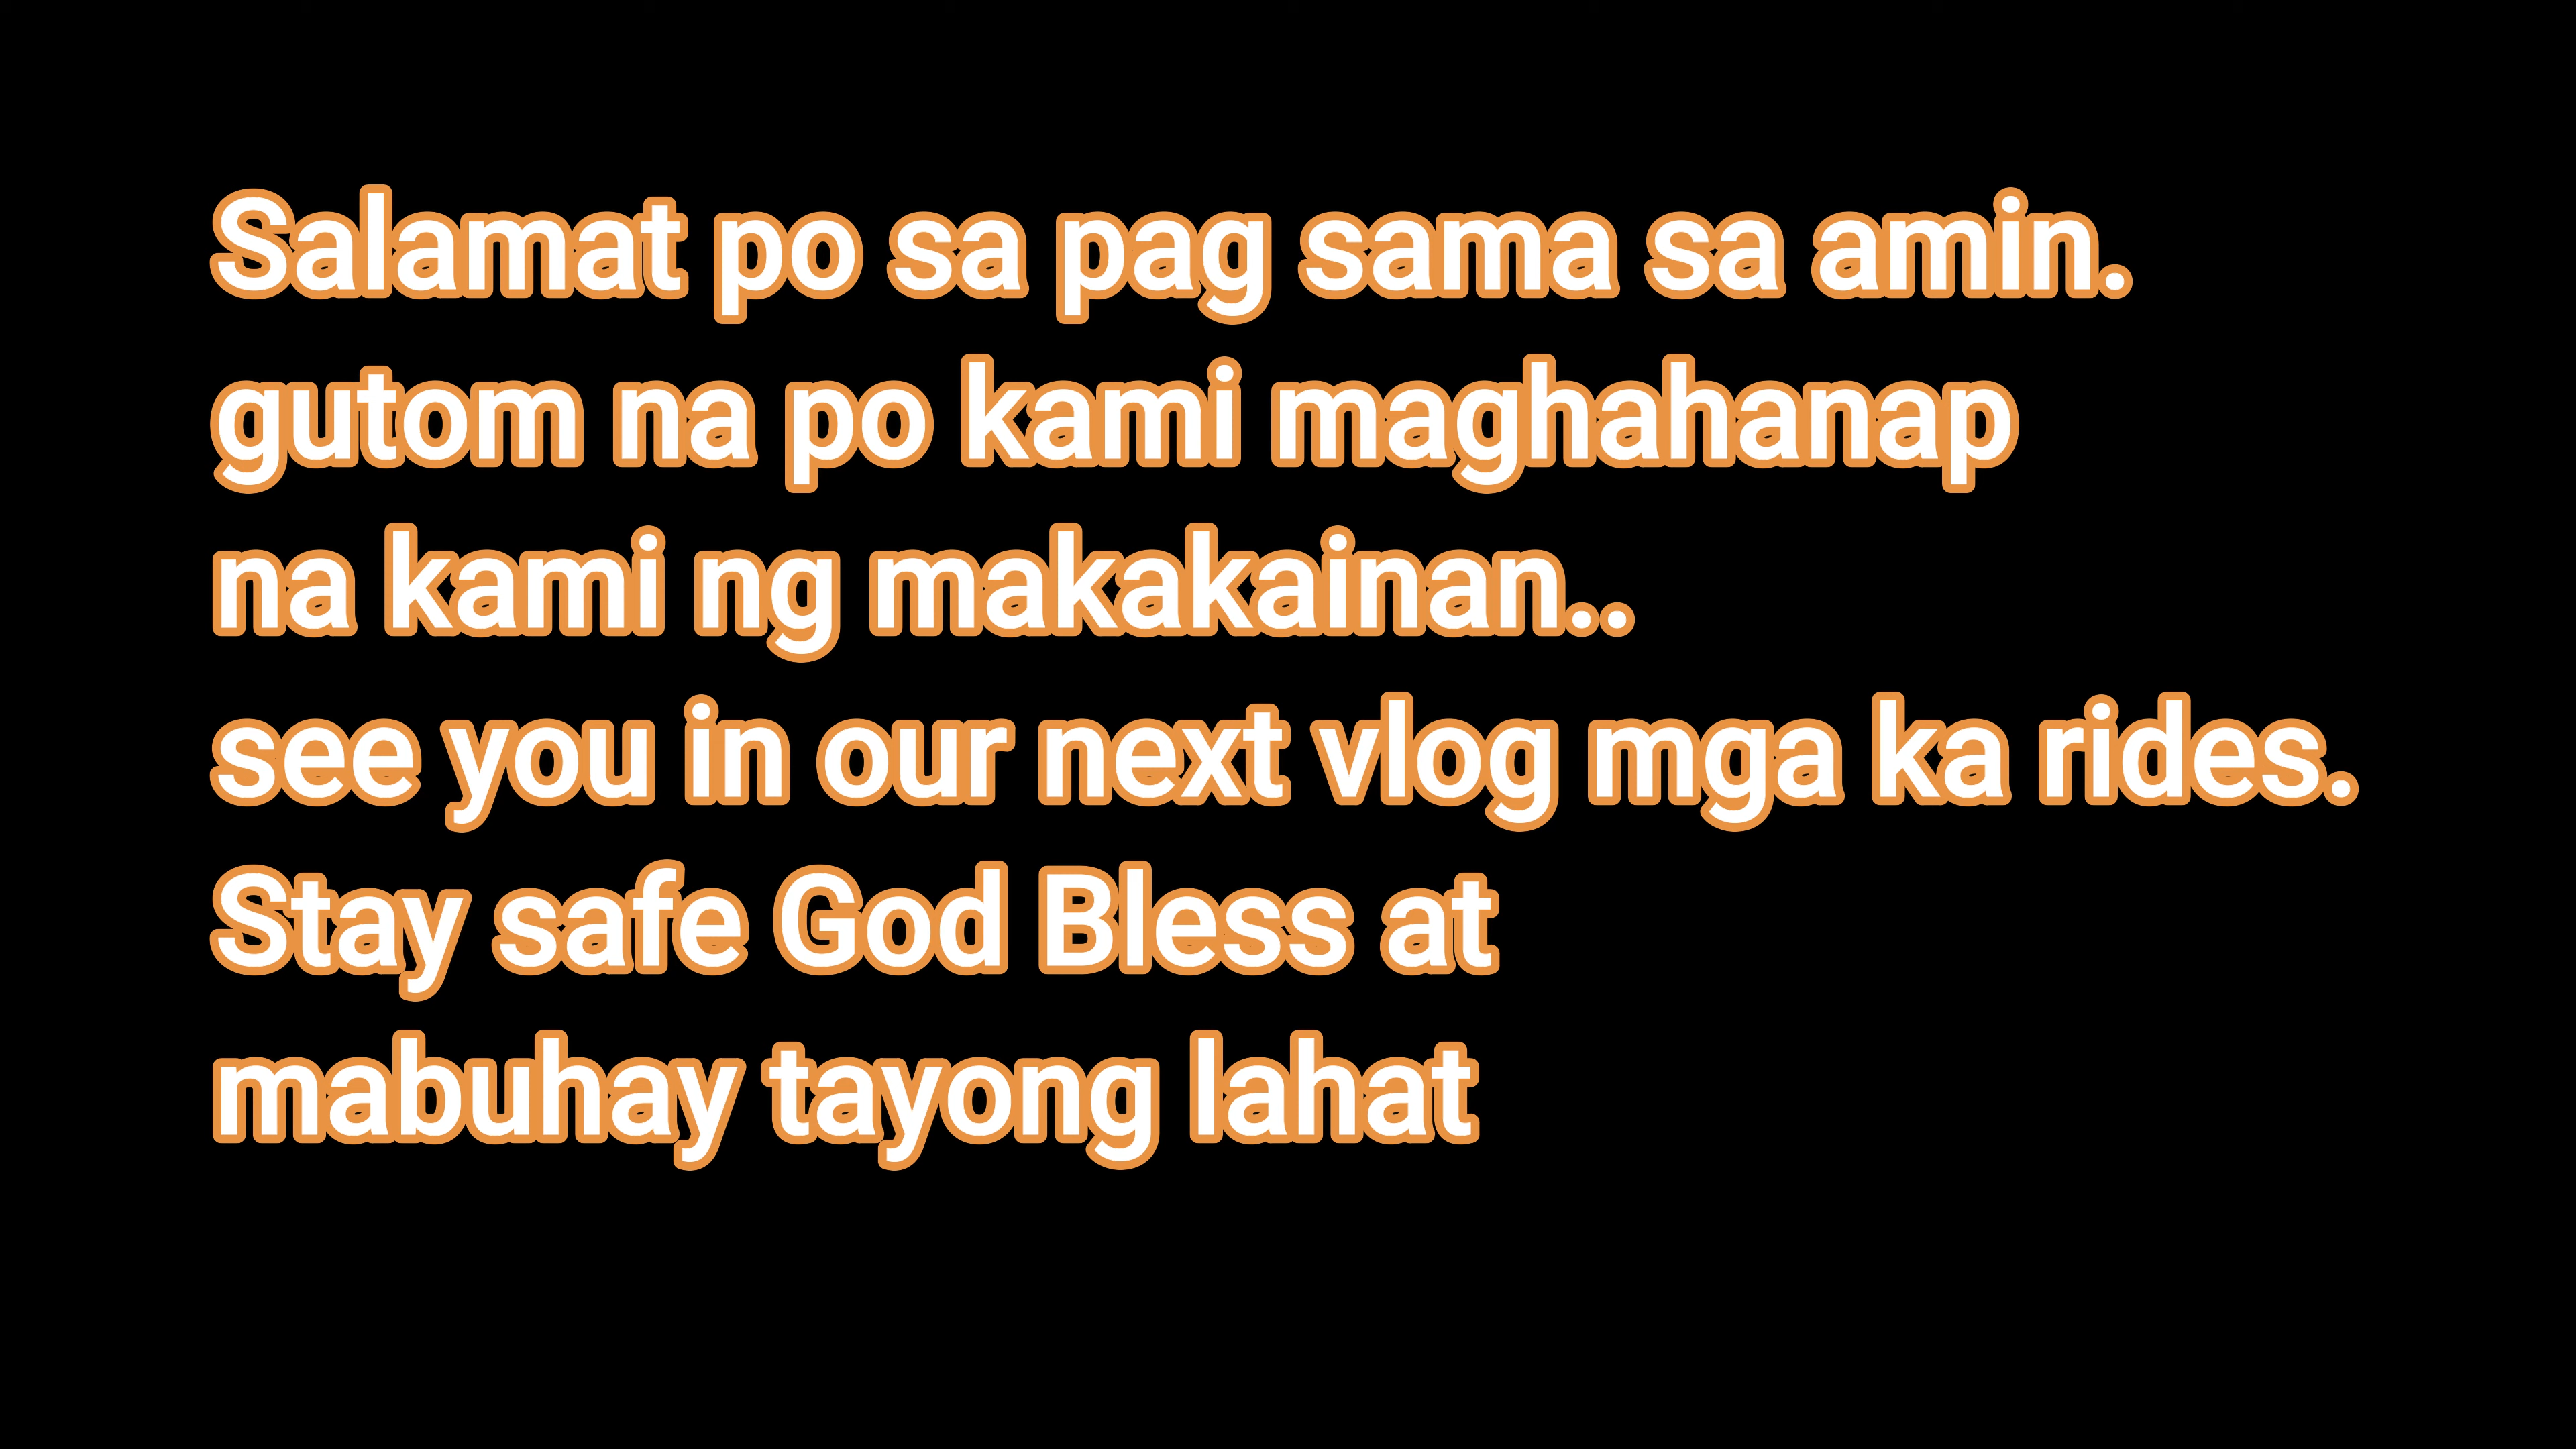 Salamat po sa pag sama sa amin.
gutom na po kami maghahanap
na kami ng makakainan..
see you in our next vlog mga ka rides.
Stay safe God Bless at
mabuhay tayong lahat